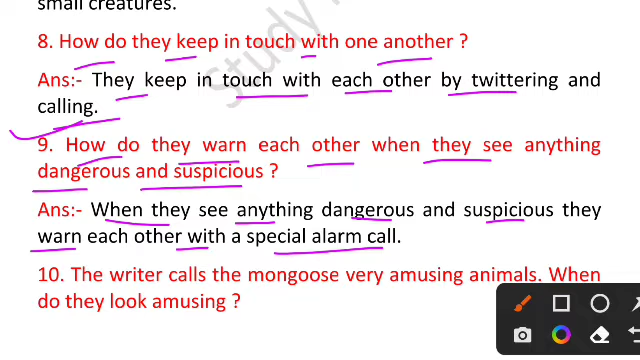 small creatures.
8. How do they keep in touch with one another ?
Ans:- They keep in touch with each other by twittering and
calling.
9. How do they warn each other when they see anything
dangerous and suspicious ?
Ans:- When they see anything dangerous and suspicious they
warn each other with a special alarm call.
10. The writer calls the mongoose very amusing animals. When
do they look amusing ?
Study